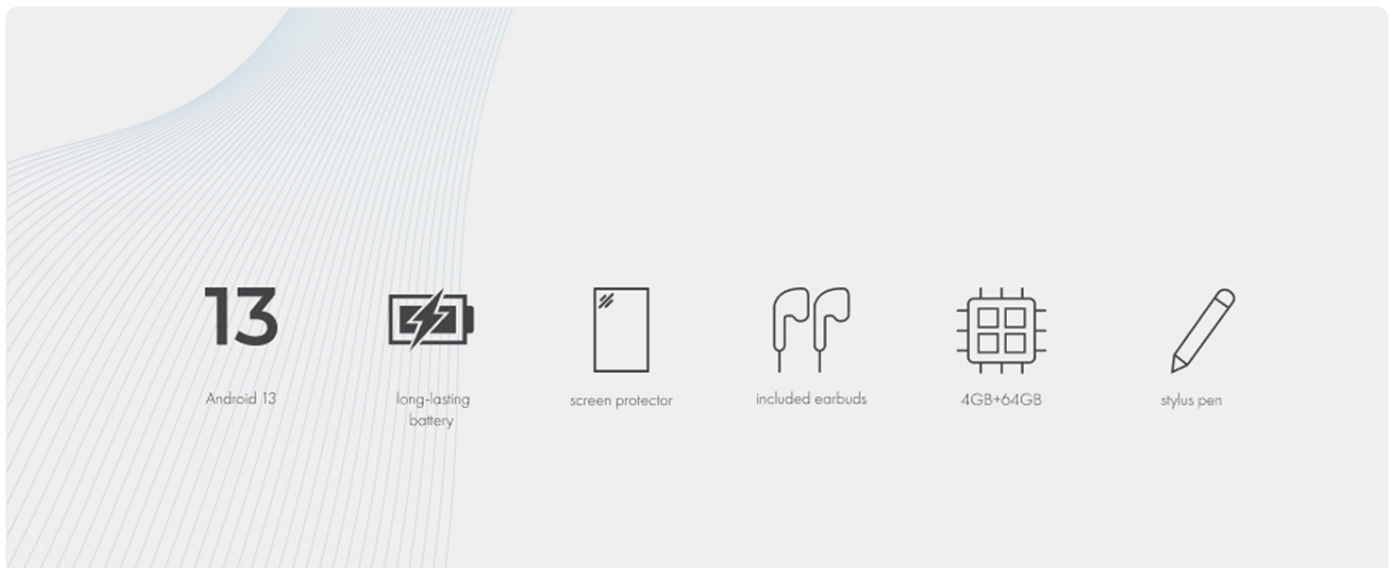 13
Android 13
long-lasting
battery
screen protector
included earbuds
4GB+64GB
stylus pen